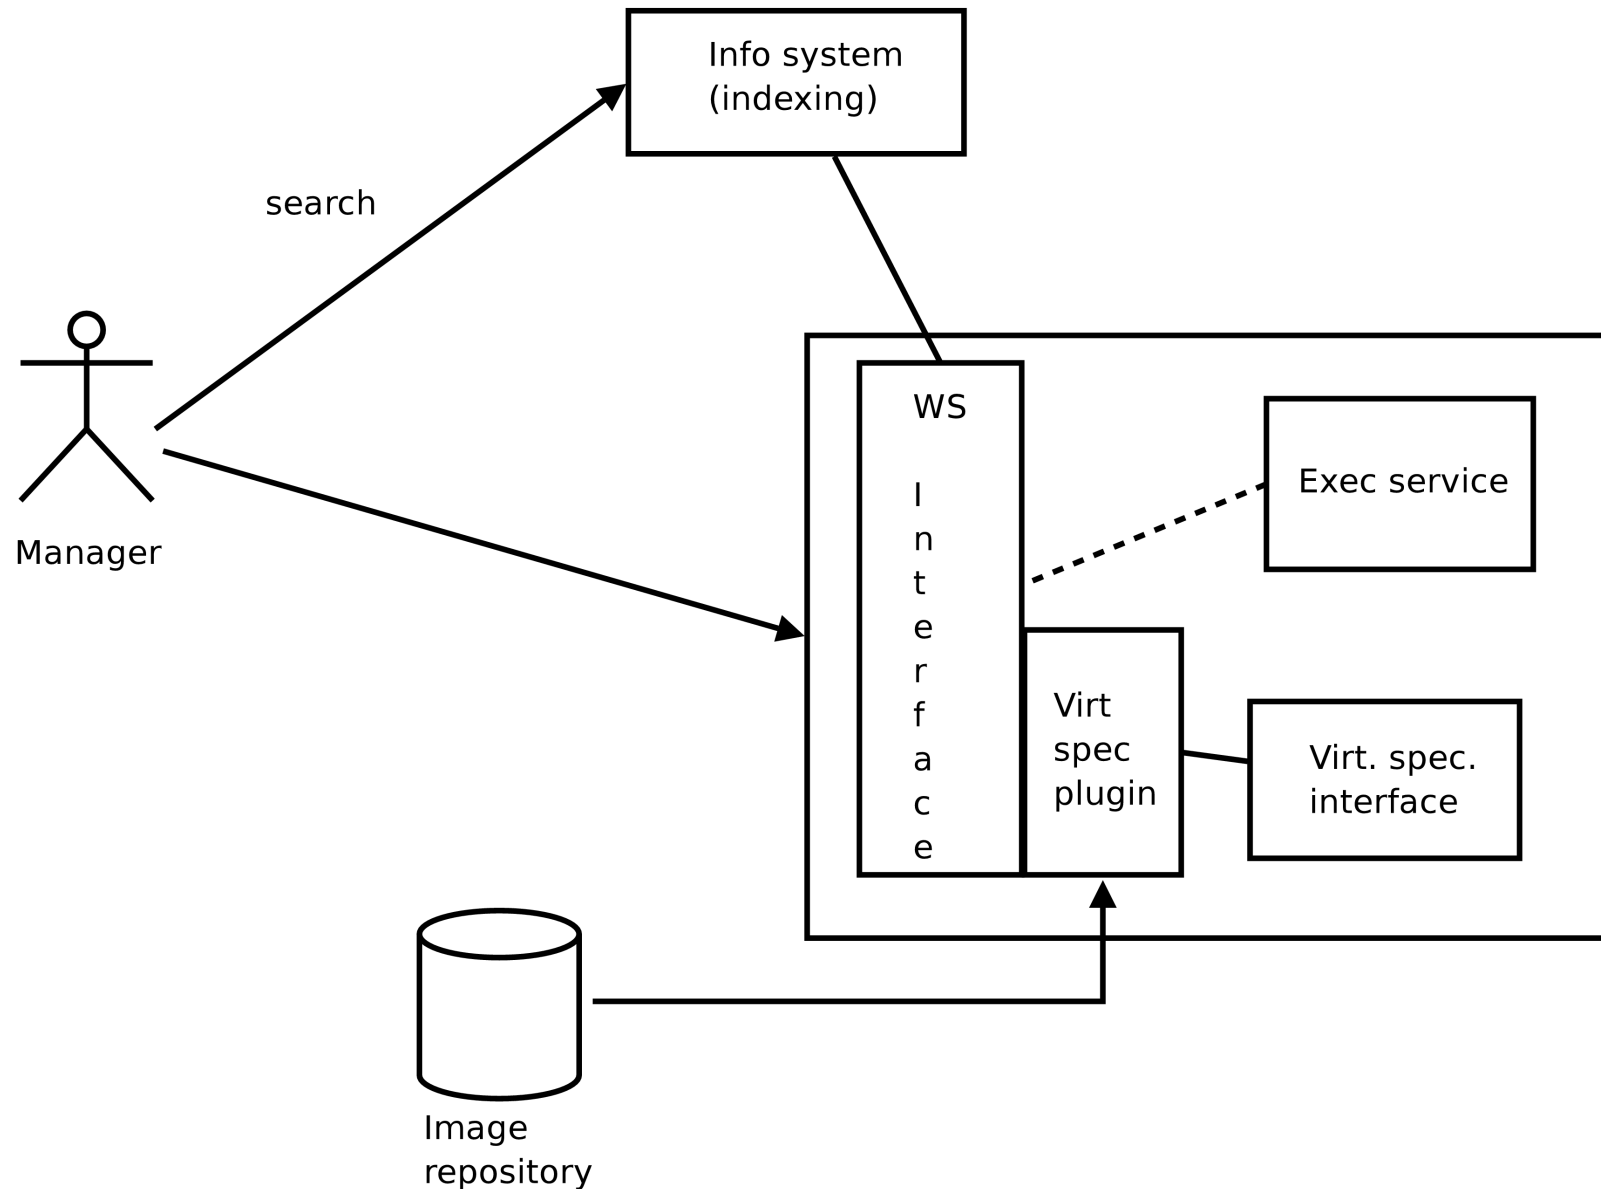 Info system
(indexing)
search
Manager
WS
I
n
t
e
r
f
a
c
e
Exec service
Virt
spec
plugin
Virt. spec.
interface
Image
repository